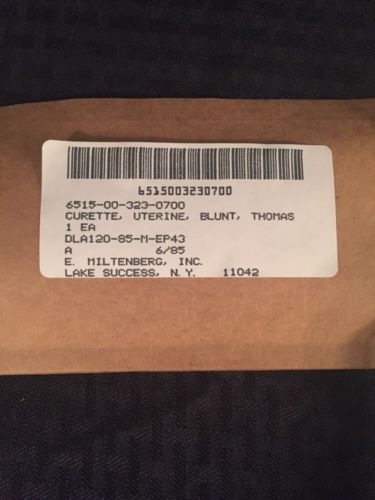 6515003230700
6515-00-323-0700
CURETTE, UTERINE, BLUNT, THOMAS
1 EA
DLA120-85-M-EP43
A 6/85
E. MILTENBERG, INC.
LAKE SUCCESS, N.Y. 11042